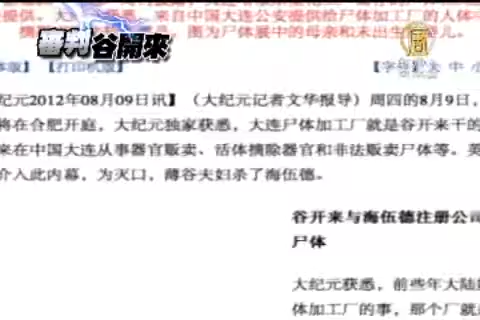 审判谷開來
来自中国大连公安提供给尸体加工厂的人体
图为尸体展中的母亲和未出生
【打印机版】
【字号】大 中 小
纪元2012年08月09日讯】（大纪元记者文华报导）周四的8月9日，
将在合肥开庭，大纪元独家获悉，大连尸体加工厂就是谷开来干的
来在中国大连从事器官贩卖、活体摘除器官和非法贩卖尸体等。英
介入此内幕，为灭口，薄谷夫妇杀了海伍德。
谷开来与海伍德注册公司
尸体
大纪元获悉，前些年大陆
体加工厂的事，那个厂就